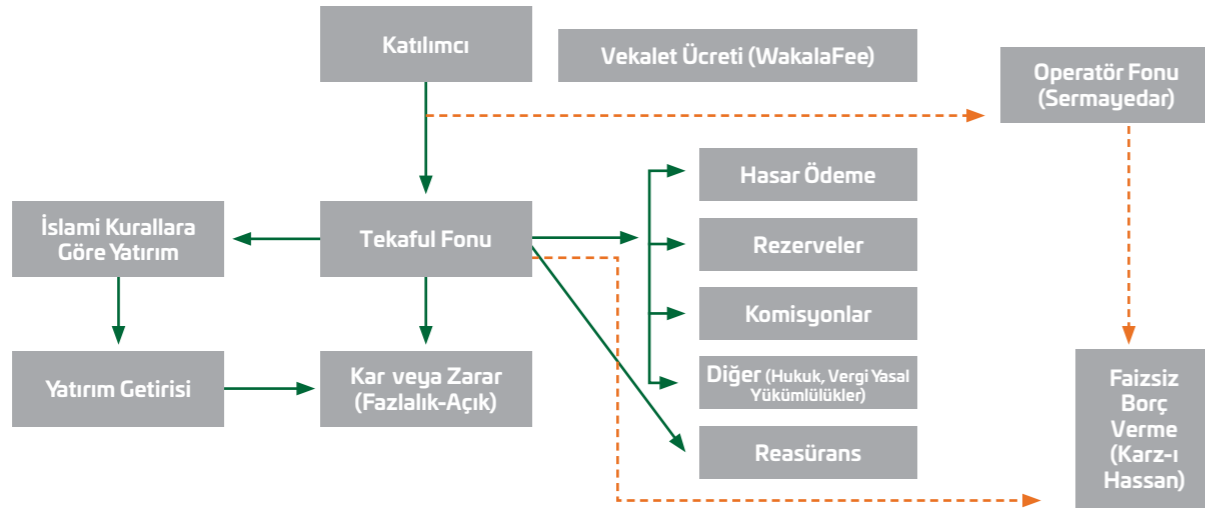 Katılımcı
Vekalet Ücreti (WakalaFee)
Operatör Fonu
(Sermayedar)
Hasar Ödeme
İslami Kurallara
Göre Yatırım
Tekaful Fonu
Rezerveler
Komisyonlar
Yatırım Getirisi
Kar veya Zarar
(Fazlalık-Açık)
Diğer (Hukuk, Vergi Yasal
Yükümlülükler)
Faizsiz
Borç
Verme
(Karz-ı
Hassan)
Reasürans